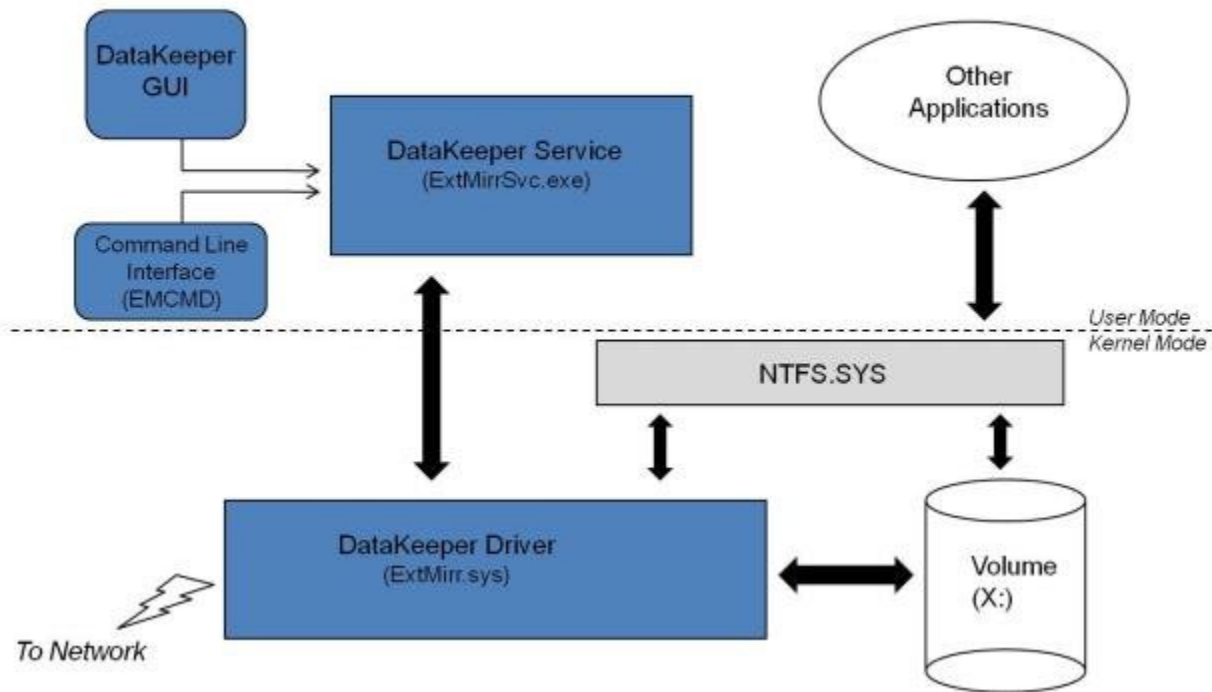 DataKeeper
GUI
DataKeeper Service
(ExtMirrSvc.exe)
Other
Applications
Command Line
Interface
(EMCMD)
User Mode
Kernel Mode
NTFS.SYS
DataKeeper Driver
(ExtMirr.sys)
Volume
(X:)
To Network